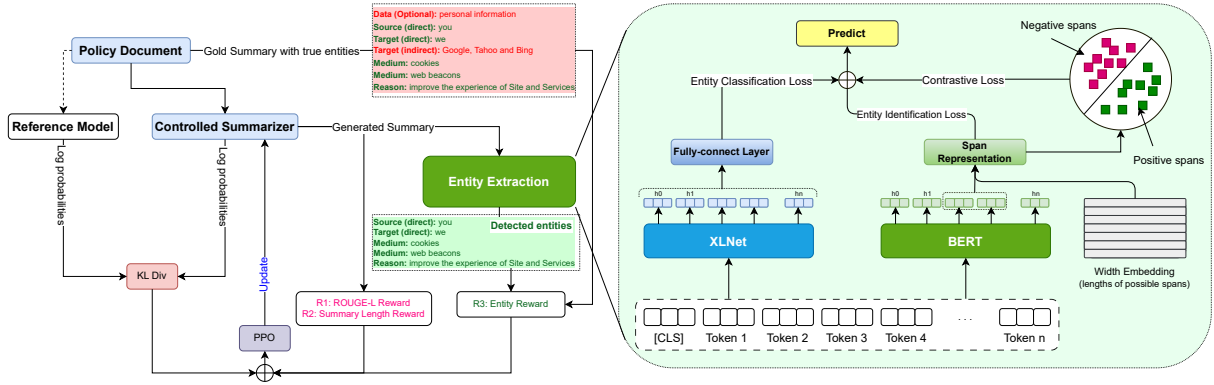 Policy Document
Gold Summary with true entities
Data (Optional): personal information
Source (direct): you
Target (direct): we
Target (indirect): Google, Tahoo and Bing
Medium: cookies
Medium: web beacons
Reason: improve the experience of Site and Services
Reference Model
Controlled Summarizer
Generated Summary
Log probabilities
Log probabilities
Entity Extraction
Detected entities
Source (direct): you
Target (direct): we
Medium: cookies
Medium: web beacons
Reason: improve the experience of Site and Services
KL Div
Update
R1: ROUGE-L Reward
R2: Summary Length Reward
R3: Entity Reward
PPO
Predict
Negative spans
Entity Classification Loss
Contrastive Loss
Entity Identification Loss
Fully-connect Layer
Span
Representation
Positive spans
h0
h1
hn
h0
h1
hn
XLNet
BERT
Width Embedding
(lengths of possible spans)
[CLS]
Token 1
Token 2
Token 3
Token 4
. . .
Token n